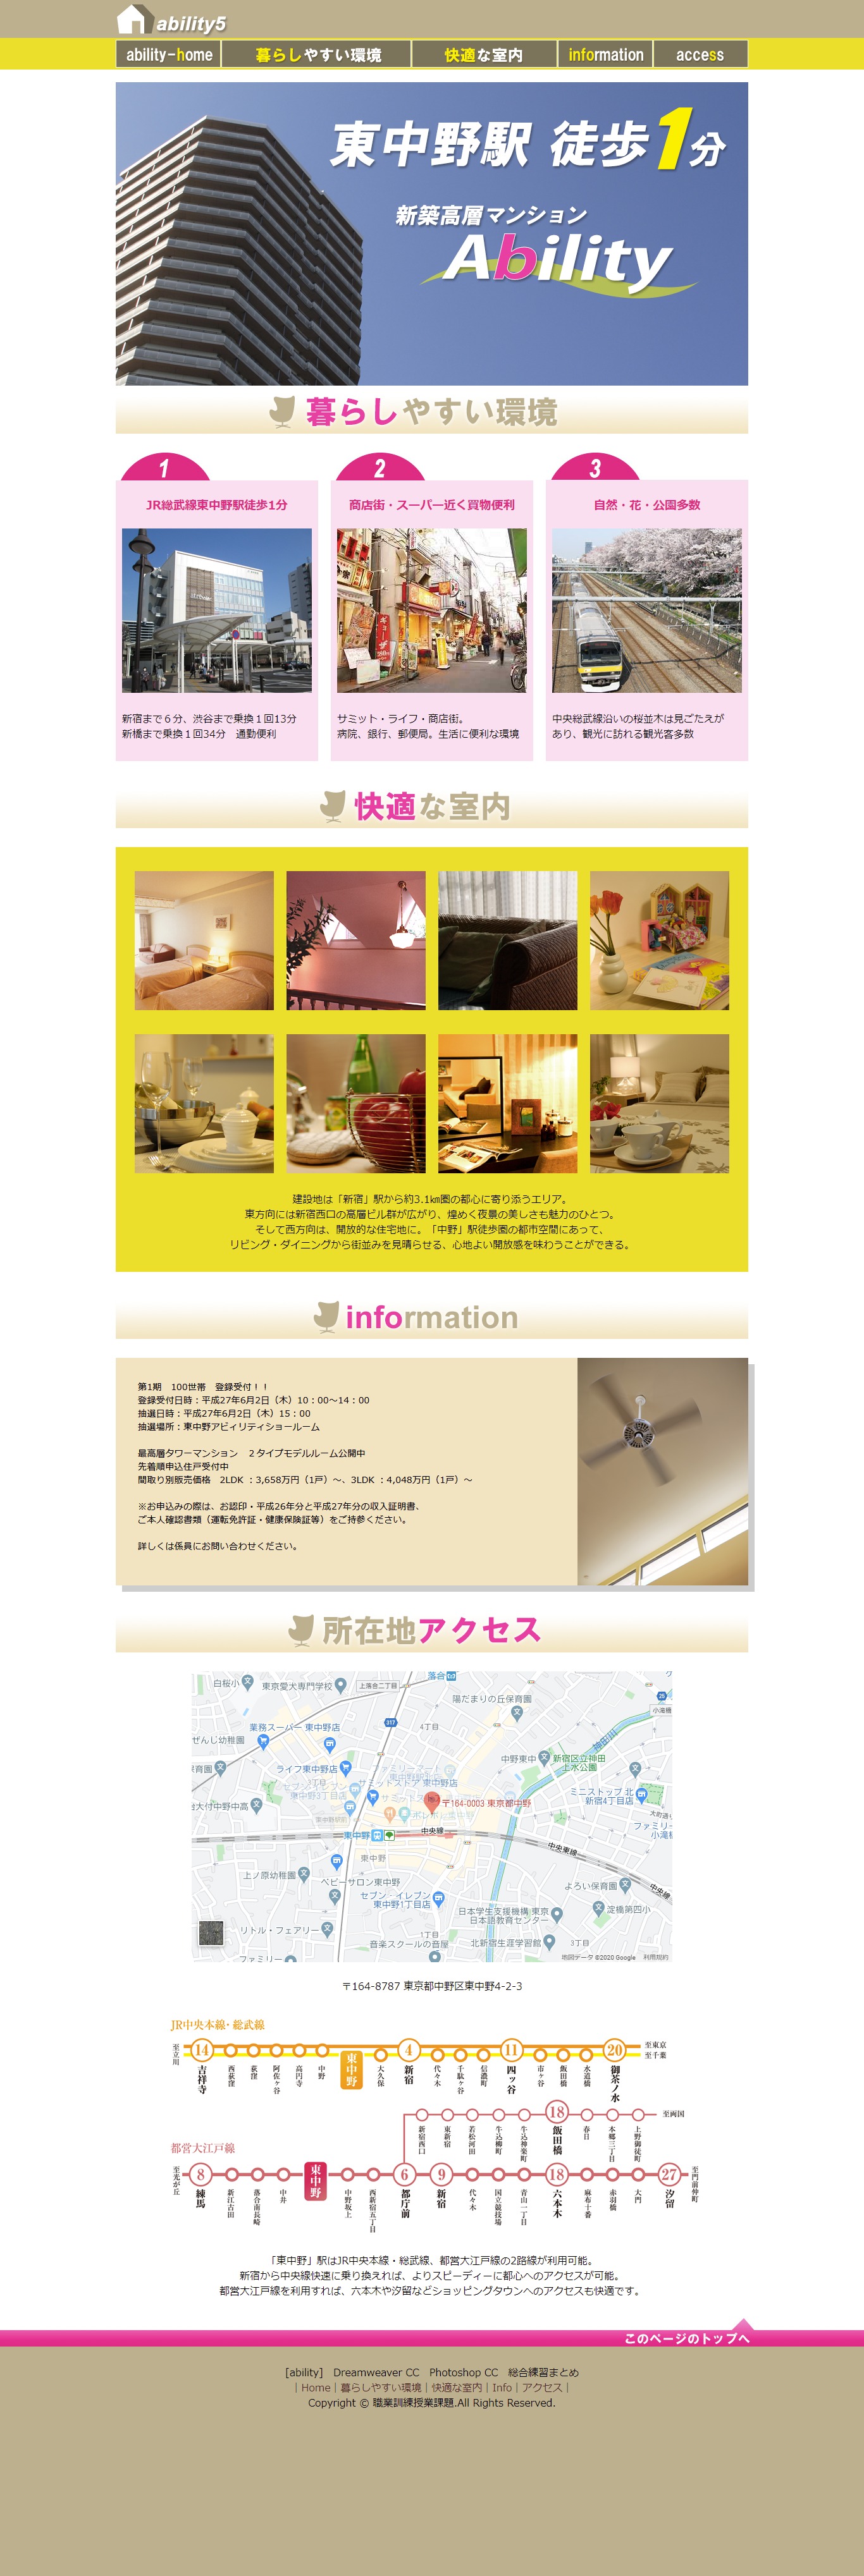 ability5
ability-home
暮らしやすい環境
快適な室内
information
access
東中野駅 徒歩1分
新築高層マンション
Ability
暮らしやすい環境
1
JR総武線東中野駅徒歩1分
新宿まで６分、渋谷まで乗換１回13分
新橋まで乗換１回34分　通勤便利
2
商店街・スーパー近く買物便利
サミット・ライフ・商店街。
病院、銀行、郵便局。生活に便利な環境
3
自然・花・公園多数
中央総武線沿いの桜並木は見ごたえが
あり、観光に訪れる観光客多数
快適な室内
建設地は「新宿」駅から約3.1㎞圏の都心に寄り添うエリア。
東方向には新宿西口の高層ビル群が広がり、煌めく夜景の美しさも魅力のひとつ。
そして西方向は、開放的な住宅地に。「中野」駅徒歩圏の都市空間にあって、
リビング・ダイニングから街並みを見晴らせる、心地よい開放感を味わうことができる。
information
第1期　100世帯　登録受付！！
登録受付日時：平成27年6月2日（木）10：00～14：00
抽選日時：平成27年6月2日（木）15：00
抽選場所：東中野アビィリティショールーム
最高層タワーマンション　２タイプモデルルーム公開中
先着順申込住戸受付中
間取り別販売価格　2LDK ：3,658万円（1戸）～、3LDK ：4,048万円（1戸）～
※お申込みの際は、お認印・平成26年分と平成27年分の収入証明書、
ご本人確認書類（運転免許証・健康保険証等）をご持参ください。
詳しくは係員にお問い合わせください。
所在地アクセス
落合
白桜小
東京愛犬専門学校
上落合二丁目
陽だまりの丘保育園
小滝橋
317
4丁目
業務スーパー 東中野店
ぜんじ幼稚園
神田川
中野東中
新宿区立神田
上水公園
ライフ東中野店
サミットストア 東中野店
ミニストップ 北
新宿4丁目店
〒164-0003 東京都中野
東中野
中央線
中央東線
中央線
東中野
上ノ原幼稚園
ベビーサロン東中野
よろい保育園
セブン‐イレブン
東中野1丁目店
日本学生支援機構 東京
日本語教育センター
淀橋第四小
リトル・フェアリー
1丁目
音楽スクールの音屋
北新宿生涯学習館
3丁目
ファミリー
地図データ ©2020 Google
利用規約
〒164-8787 東京都中野区東中野4-2-3
JR中央本線・総武線
至立川
14
吉祥寺
西荻窪
荻窪
阿佐ヶ谷
高円寺
中野
東中野
大久保
4
新宿
代々木
千駄ヶ谷
信濃町
11
四ッ谷
市ヶ谷
飯田橋
水道橋
20
御茶ノ水
至東京
至千葉
新宿西口
東新宿
若松河田
牛込柳町
牛込神楽町
18
飯田橋
春日
本郷三丁目
上野御徒町
至両国
都営大江戸線
至光が丘
8
練馬
新江古田
落合南長崎
中井
東中野
中野坂上
西新宿五丁目
6
都庁前
9
新宿
代々木
国立競技場
青山一丁目
18
六本木
麻布十番
赤羽橋
大門
27
汐留
至門前仲町
「東中野」駅はJR中央本線・総武線、都営大江戸線の2路線が利用可能。
新宿から中央線快速に乗り換えれば、よりスピーディーに都心へのアクセスが可能。
都営大江戸線を利用すれば、六本木や汐留などショッピングタウンへのアクセスも快適です。
このページのトップへ
[ability]　Dreamweaver CC　Photoshop CC　総合練習まとめ
｜Home｜暮らしやすい環境｜快適な室内｜Info｜アクセス｜
Copyright © 職業訓練授業課題.All Rights Reserved.